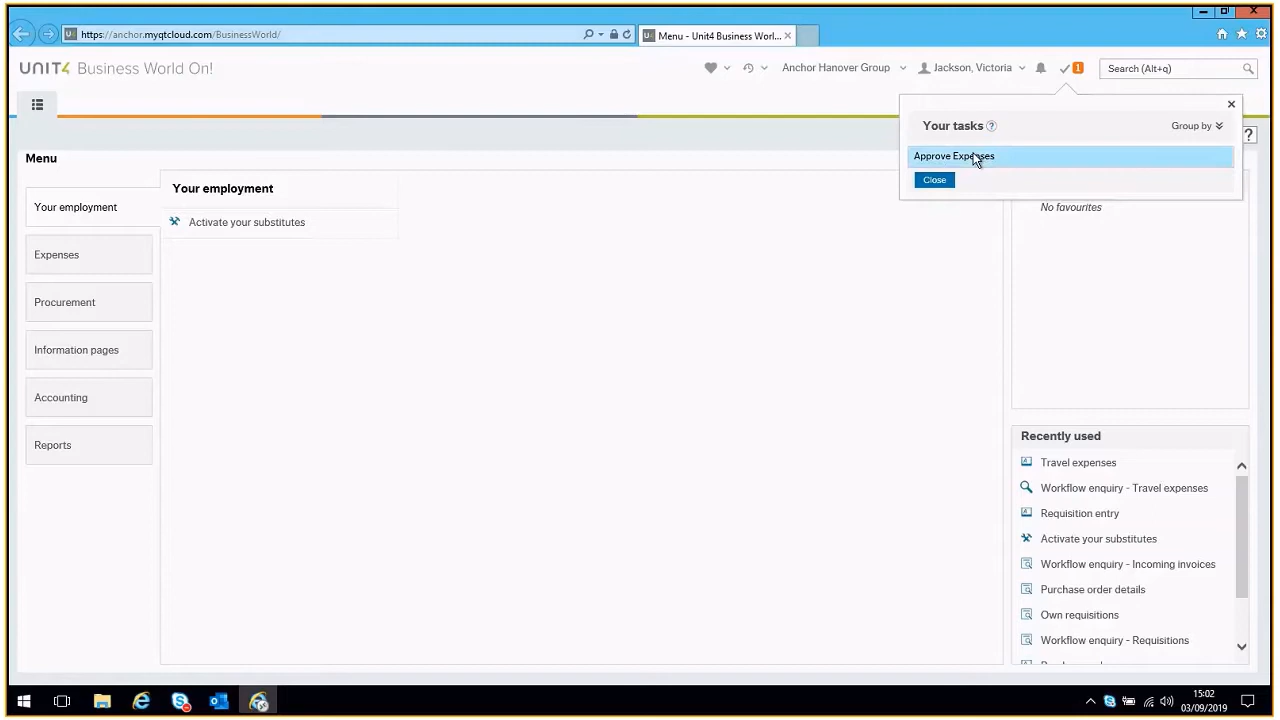 https://anchor.myqtcloud.com/BusinessWorld/
Menu - Unit4 Business Worl...
UNIT4 Business World On!
Anchor Hanover Group
Jackson, Victoria
1
Search (Alt+q)
Your tasks ?
Group by
Approve Expenses
Close
?
Menu
Your employment
Expenses
Procurement
Information pages
Accounting
Reports
Your employment
Activate your substitutes
No favourites
Recently used
Travel expenses
Workflow enquiry - Travel expenses
Requisition entry
Activate your substitutes
Workflow enquiry - Incoming invoices
Purchase order details
Own requisitions
Workflow enquiry - Requisitions
15:02
03/09/2019